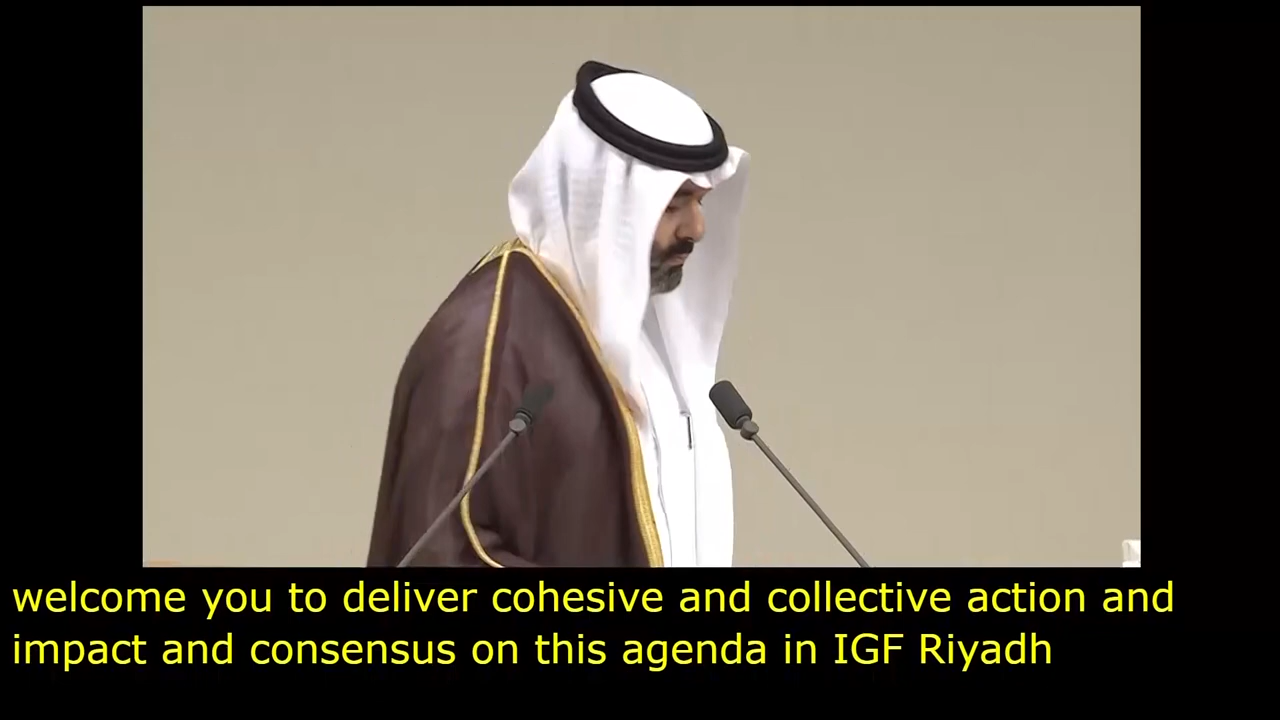 welcome you to deliver cohesive and collective action and
impact and consensus on this agenda in IGF Riyadh